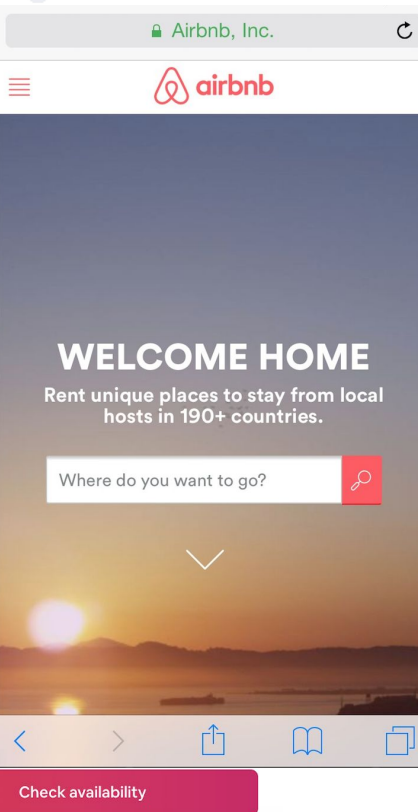 Airbnb, Inc.
airbnb
WELCOME HOME
Rent unique places to stay from local
hosts in 190+ countries.
Where do you want to go?
Check availability